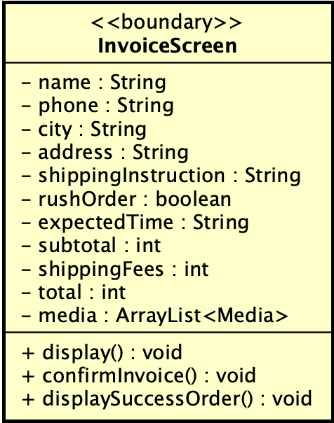 <<boundary>>
InvoiceScreen
- name : String
- phone : String
- city : String
- address : String
- shippingInstruction : String
- rushOrder : boolean
- expectedTime : String
- subtotal : int
- shippingFees : int
- total : int
- media : ArrayList<Media>
+ display() : void
+ confirmInvoice() : void
+ displaySuccessOrder() : void